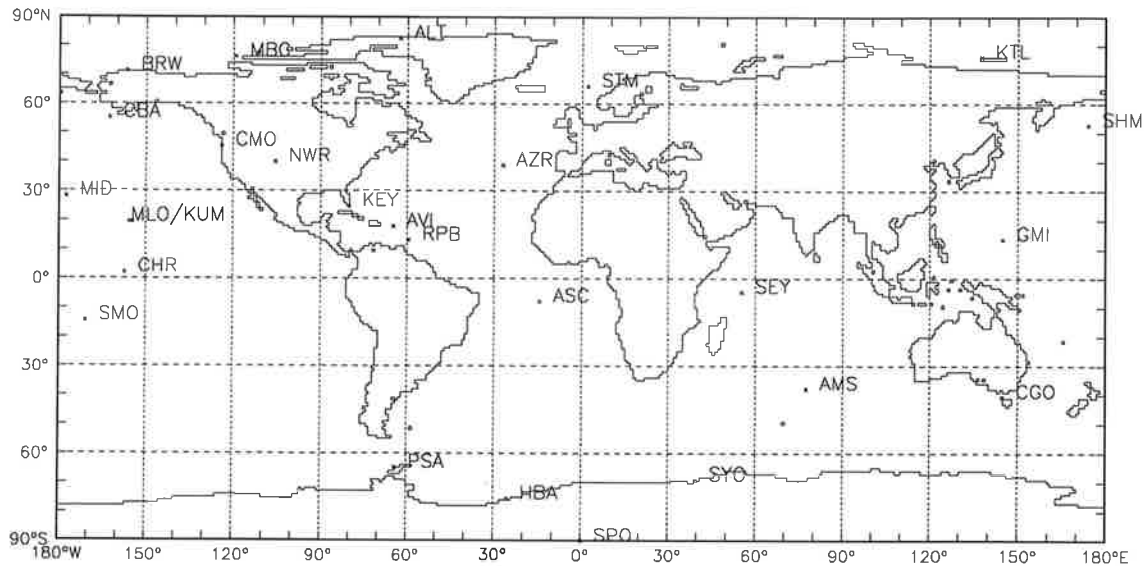 90°N
ALT
MBC
KTL
BRW
STM
60°
CBA
SHM
CMO
NWR
AZR
30°
MID
KEY
MLO/KUM
AVI
RPB
GMI
0°
CHR
SEY
ASC
SMO
30°
AMS
CGO
60°
PSA
SYO
HBA
SPO
90°S
180°W 150° 120° 90° 60° 30° 0° 30° 60° 90° 120° 150° 180°E